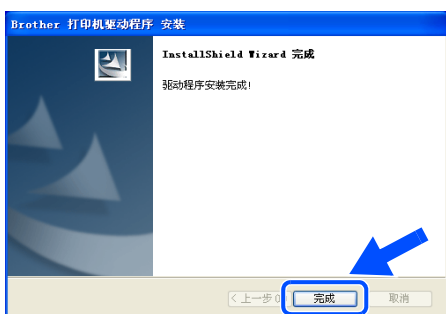 Brother 打印机驱动程序 安装
InstallShield Wizard 完成
驱动程序安装完成!
<上一步
完成
取消